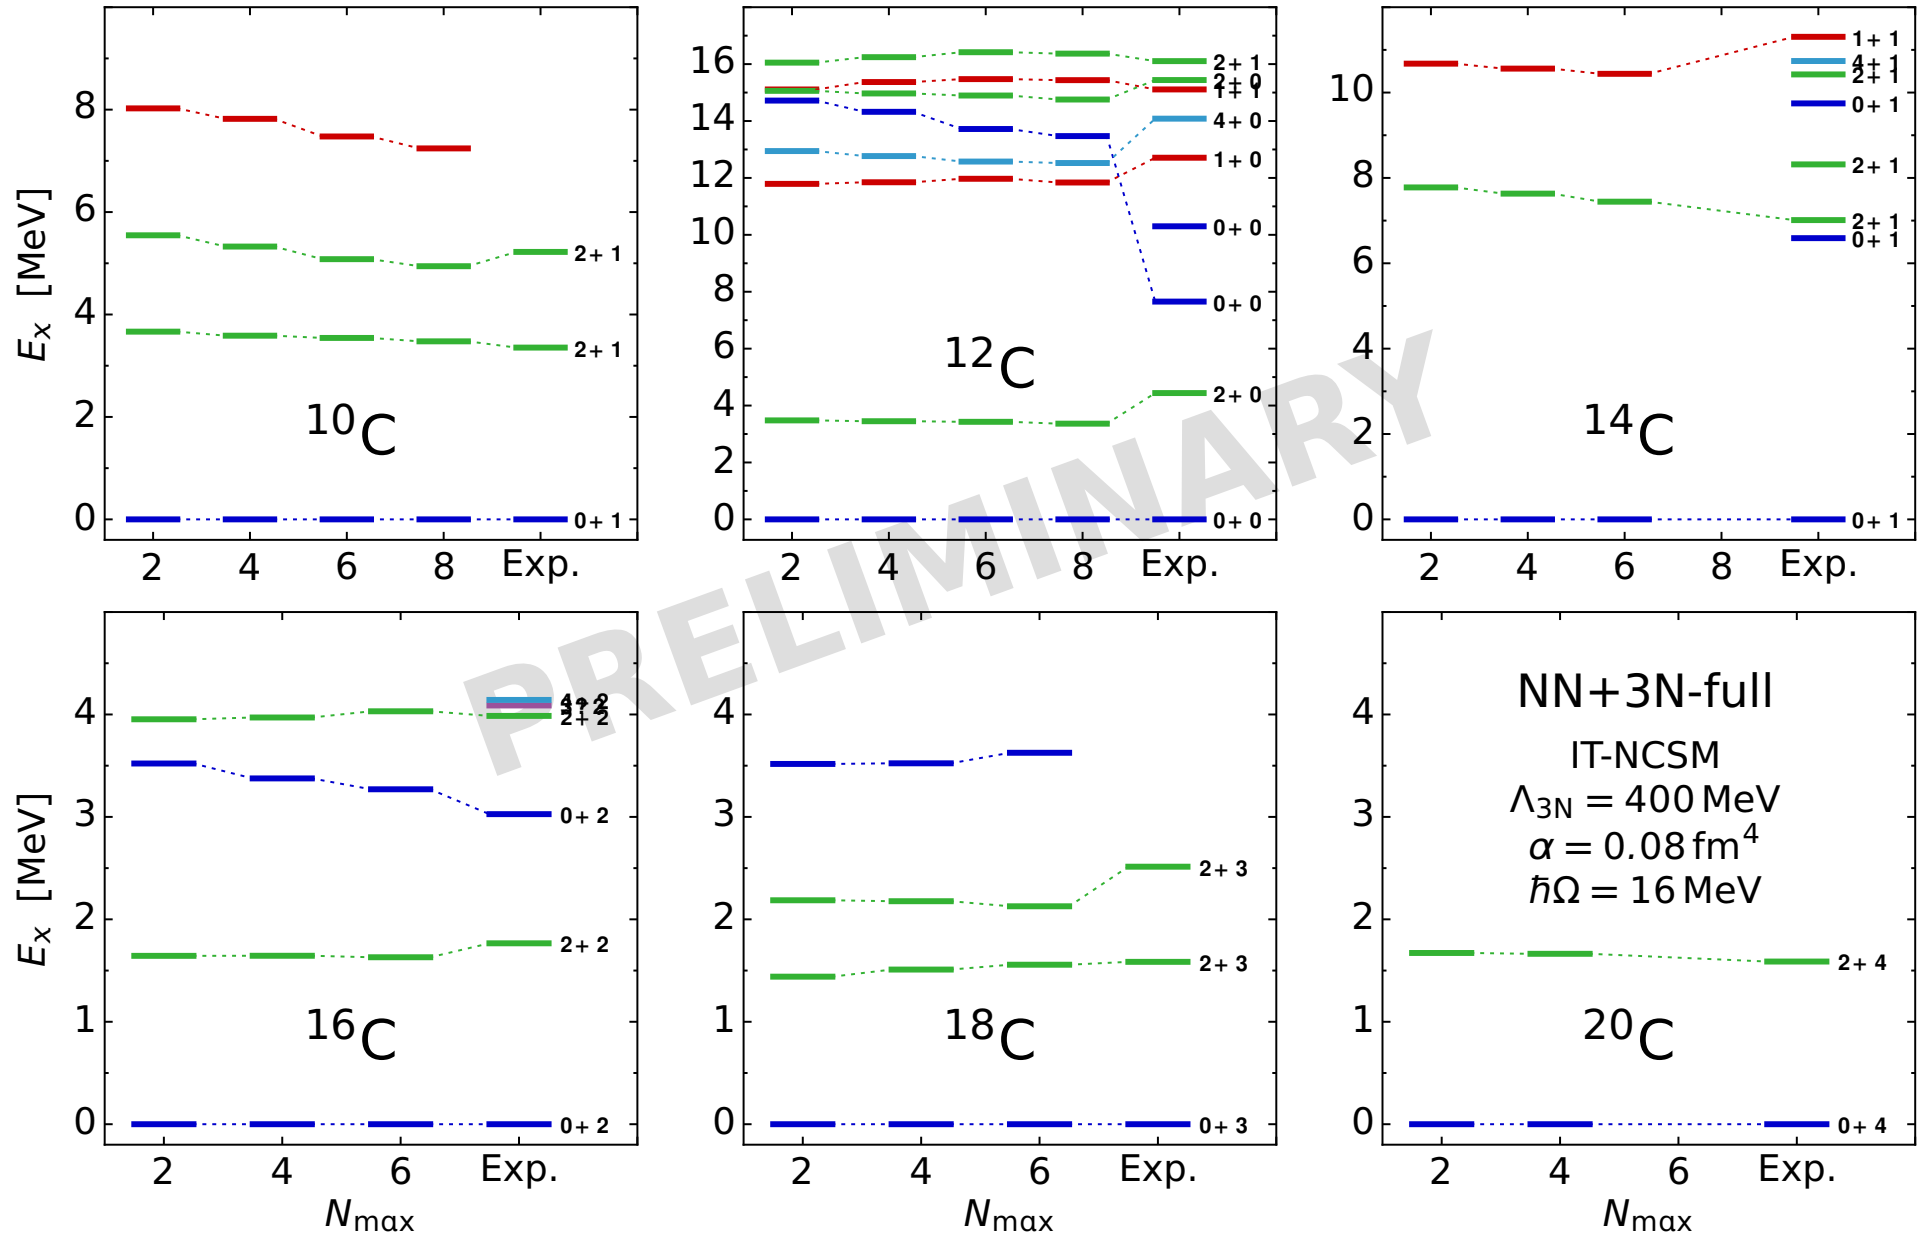 E_x [MeV]
8
6
4
2
0
2+ 1
2+ 1
0+ 1
¹⁰C
2 4 6 8 Exp.
16
14
12
10
8
6
4
2
0
2+ 1
2+ 0
1+ 1
4+ 0
1+ 0
0+ 0
0+ 0
2+ 0
0+ 0
¹²C
2 4 6 8 Exp.
10
8
6
4
2
0
1+ 1
4+ 1
2+ 1
0+ 1
2+ 1
2+ 1
0+ 1
0+ 1
¹⁴C
2 4 6 8 Exp.
PRELIMINARY
E_x [MeV]
4
3
2
1
0
4+ 2
2+ 2
0+ 2
2+ 2
0+ 2
¹⁶C
2 4 6 Exp.
N_max
4
3
2
1
0
2+ 3
2+ 3
0+ 3
¹⁸C
2 4 6 Exp.
N_max
4
3
2
1
0
NN+3N-full
IT-NCSM
Λ_3N = 400 MeV
α = 0.08 fm⁴
ħΩ = 16 MeV
2+ 4
0+ 4
²⁰C
2 4 6 Exp.
N_max